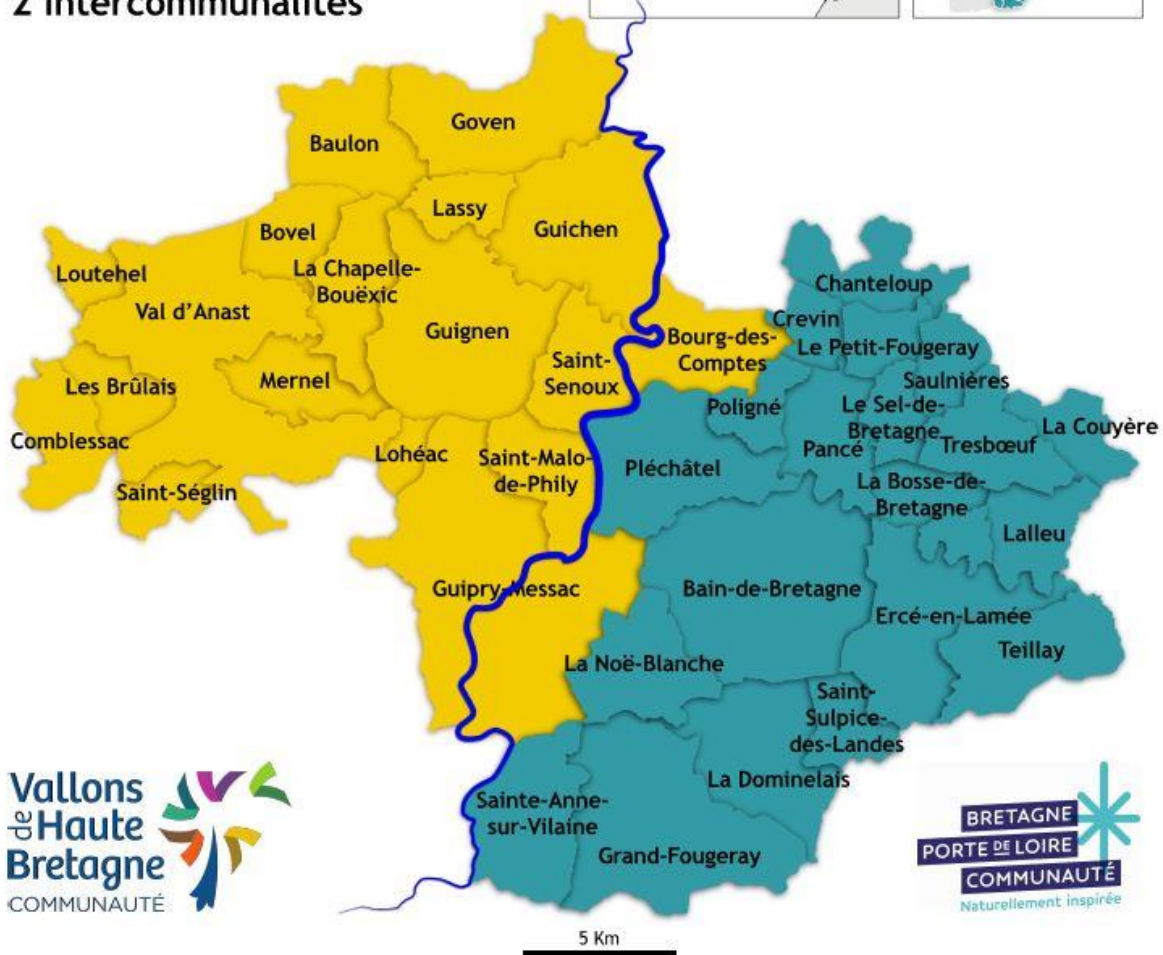 2 intercommunalités
Goven
Baulon
Lassy
Guichen
Bovel
La Chapelle-
Bouëxic
Loutehel
Val d'Anast
Guignen
Chanteloup
Crevin
Bourg-des-
Comptes
Le Petit-Fougeray
Saint-
Senoux
Mernel
Les Brûlais
Saulnières
Poligné
Le Sel-de-
Bretagne
La Couyère
Comblessac
Lohéac
Saint-Malo-
de-Phily
Pléchâtel
Pancé
Tresbœuf
Saint-Séglin
La Bosse-de-
Bretagne
Lalleu
Guipry-Messac
Bain-de-Bretagne
Ercé-en-Lamée
Teillay
La Noë-Blanche
Saint-
Sulpice-
des-Landes
La Dominelais
Sainte-Anne-
sur-Vilaine
Grand-Fougeray
Vallons
de Haute
Bretagne
COMMUNAUTÉ
BRETAGNE
PORTE DE LOIRE
COMMUNAUTÉ
Naturellement inspirée
5 Km